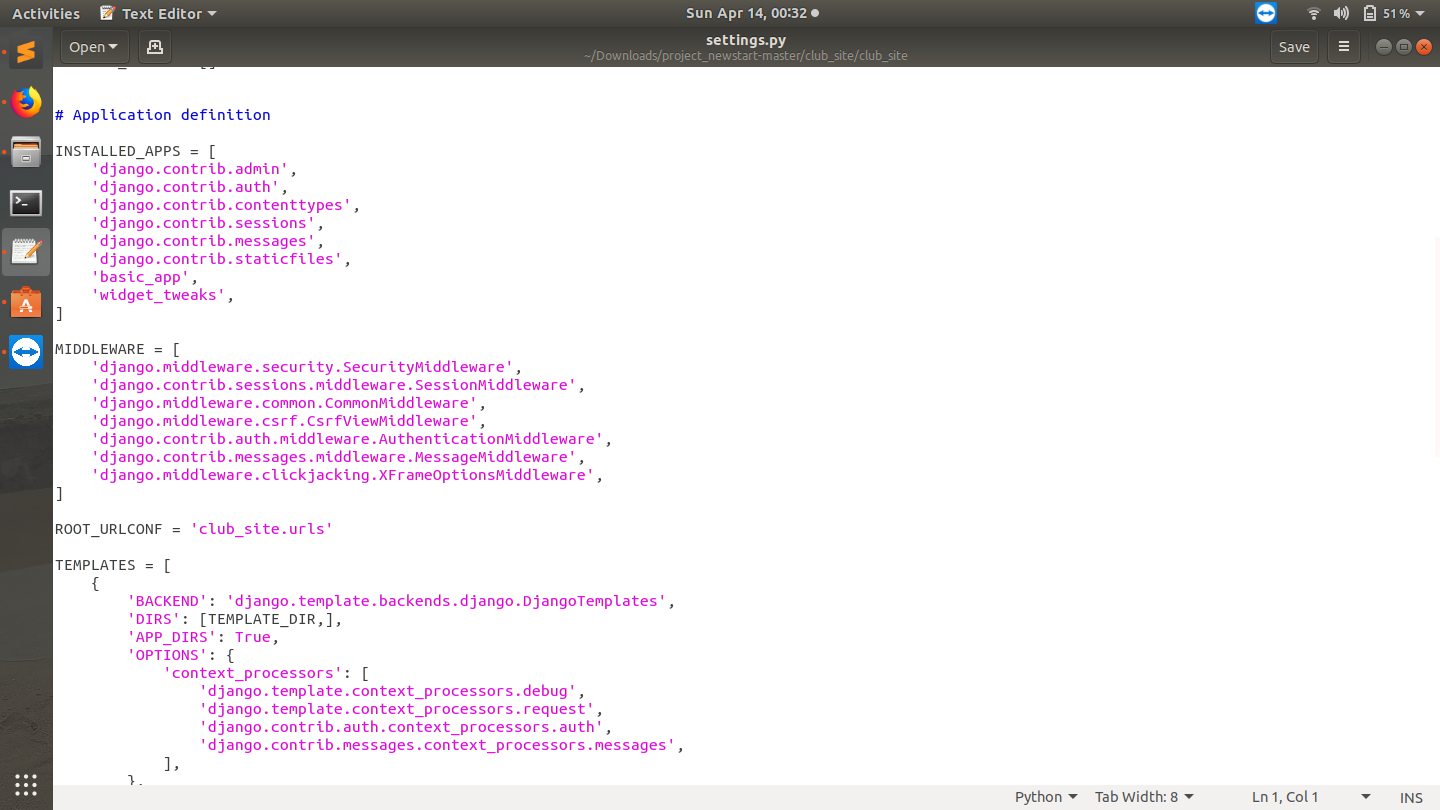 Activities Text Editor Sun Apr 14, 00:32 51%
Open settings.py Save
~/Downloads/project_newstart-master/club_site/club_site
# Application definition
INSTALLED_APPS = [
    'django.contrib.admin',
    'django.contrib.auth',
    'django.contrib.contenttypes',
    'django.contrib.sessions',
    'django.contrib.messages',
    'django.contrib.staticfiles',
    'basic_app',
    'widget_tweaks',
]
MIDDLEWARE = [
    'django.middleware.security.SecurityMiddleware',
    'django.contrib.sessions.middleware.SessionMiddleware',
    'django.middleware.common.CommonMiddleware',
    'django.middleware.csrf.CsrfViewMiddleware',
    'django.contrib.auth.middleware.AuthenticationMiddleware',
    'django.contrib.messages.middleware.MessageMiddleware',
    'django.middleware.clickjacking.XFrameOptionsMiddleware',
]
ROOT_URLCONF = 'club_site.urls'
TEMPLATES = [
    {
        'BACKEND': 'django.template.backends.django.DjangoTemplates',
        'DIRS': [TEMPLATE_DIR,],
        'APP_DIRS': True,
        'OPTIONS': {
            'context_processors': [
                'django.template.context_processors.debug',
                'django.template.context_processors.request',
                'django.contrib.auth.context_processors.auth',
                'django.contrib.messages.context_processors.messages',
            ],
        },
Python Tab Width: 8 Ln 1, Col 1 INS